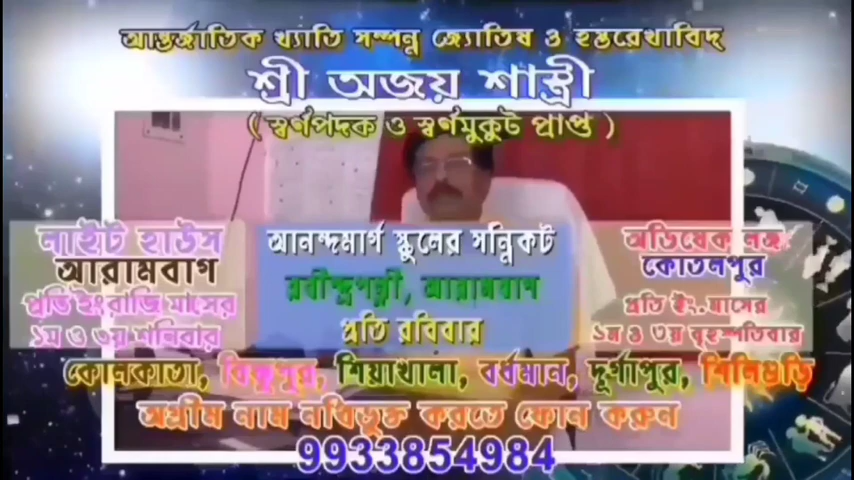 আন্তর্জাতিক খ্যাতি সম্পন্ন জ্যোতিষ ও হস্তরেখাবিদ
শ্রী অজয় শাস্ত্রী
( স্বর্ণপদক ও স্বর্ণমুকুট প্রাপ্ত )
লাইট হাউস
আরামবাগ
প্রতি ইংরাজি মাসের
১ম ও ৩য় শনিবার
আনন্দমার্গ স্কুলের সন্নিকট
রবীন্দ্রপল্লী, আরামবাগ
প্রতি রবিবার
অভিষেক লজ
কোতলপুর
প্রতি ইং. মাসের
১ম ও ৩য় বৃহস্পতিবার
কোলকাতা, বিষ্ণুপুর, শিয়াখালা, বর্ধমান, দুর্গাপুর, শিলিগুড়ি
অগ্রীম নাম নথিভুক্ত করতে ফোন করুন
9933854984